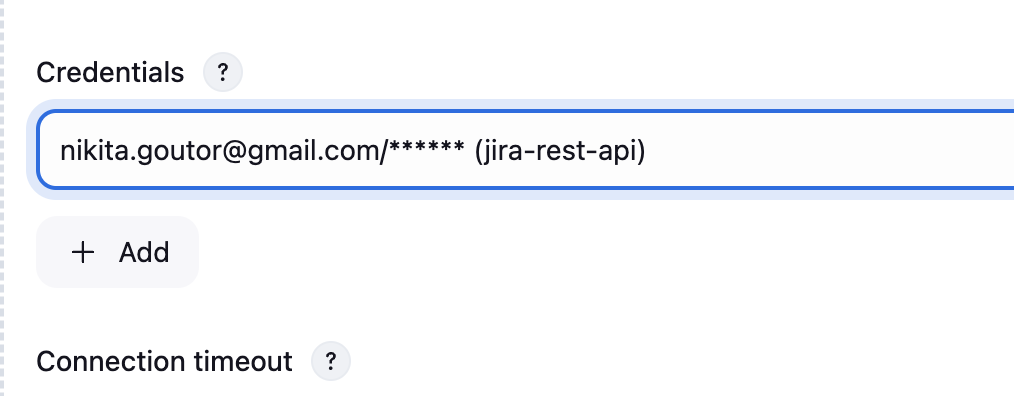 Credentials ?
nikita.goutor@gmail.com/****** (jira-rest-api)
+ Add
Connection timeout ?